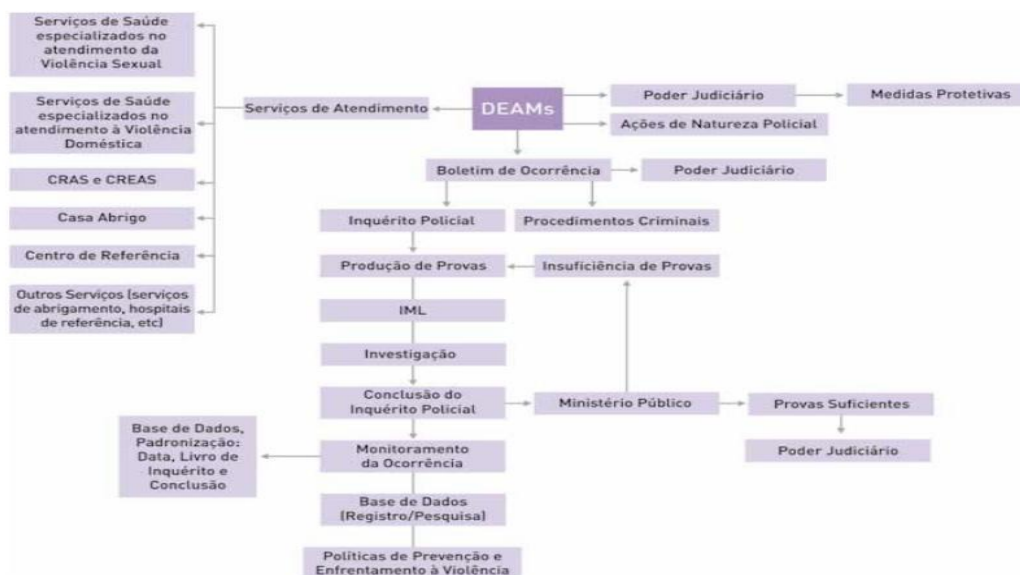 Serviços de Saúde
especializados no
atendimento da
Violência Sexual
Serviços de Saúde
especializados no
atendimento à Violência
Doméstica
CRAS e CREAS
Casa Abrigo
Centro de Referência
Outros Serviços (serviços
de abrigamento, hospitais
de referência, etc)
Serviços de Atendimento
DEAMs
Poder Judiciário
Medidas Protetivas
Ações de Natureza Policial
Boletim de Ocorrência
Poder Judiciário
Inquérito Policial
Procedimentos Criminais
Produção de Provas
Insuficiência de Provas
IML
Investigação
Conclusão do
Inquérito Policial
Ministério Público
Provas Suficientes
Poder Judiciário
Monitoramento
da Ocorrência
Base de Dados,
Padronização:
Data, Livro de
Inquérito e
Conclusão
Base de Dados
(Registro/Pesquisa)
Políticas de Prevenção e
Enfrentamento à Violência